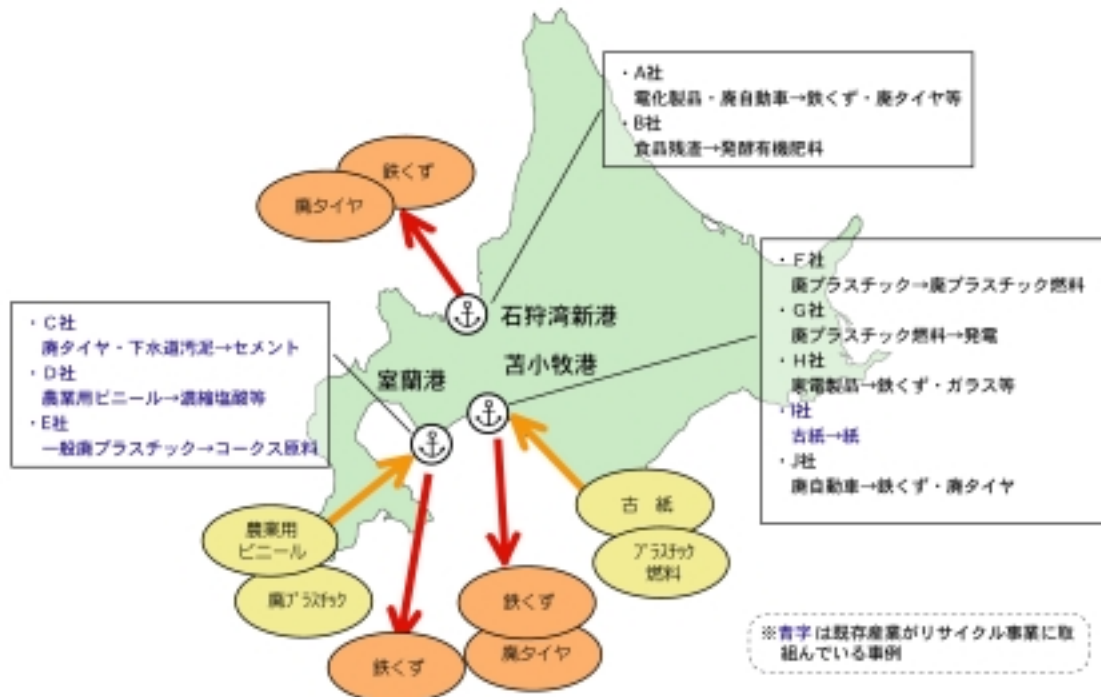 ・A社
電化製品・廃自動車→鉄くず・廃タイヤ等
・B社
食品残渣→発酵有機肥料
鉄くず
廃タイヤ
・F社
廃プラスチック→廃プラスチック燃料
・G社
廃プラスチック燃料→発電
・H社
家電製品→鉄くず・ガラス等
・I社
古紙→紙
・J社
廃自動車→鉄くず・廃タイヤ
・C社
廃タイヤ・下水道汚泥→セメント
・D社
農業用ビニール→濃縮塩酸等
・E社
一般廃プラスチック→コークス原料
石狩湾新港
苫小牧港
室蘭港
農業用
ビニール
廃プラスチック
古 紙
プラスチック
燃料
鉄くず
廃タイヤ
鉄くず
※青字は既存産業がリサイクル事業に取
組んでいる事例